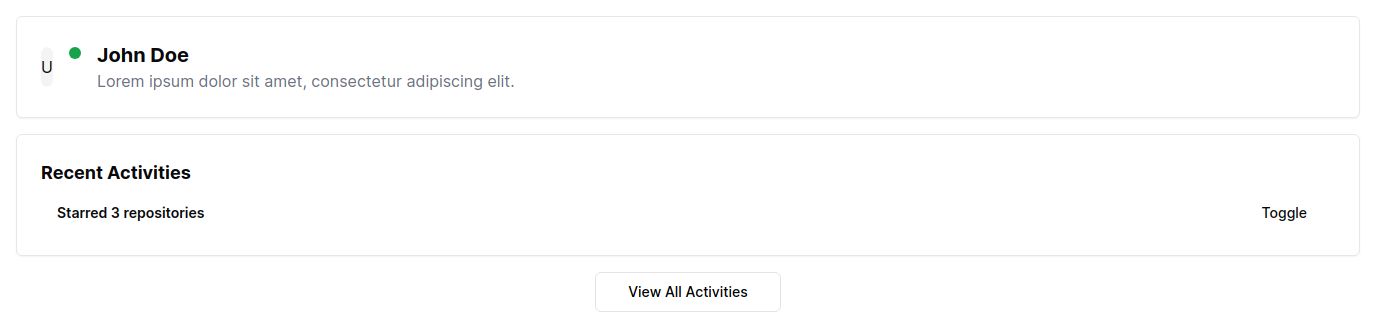 U
John Doe
Lorem ipsum dolor sit amet, consectetur adipiscing elit.
Recent Activities
Starred 3 repositories
Toggle
View All Activities